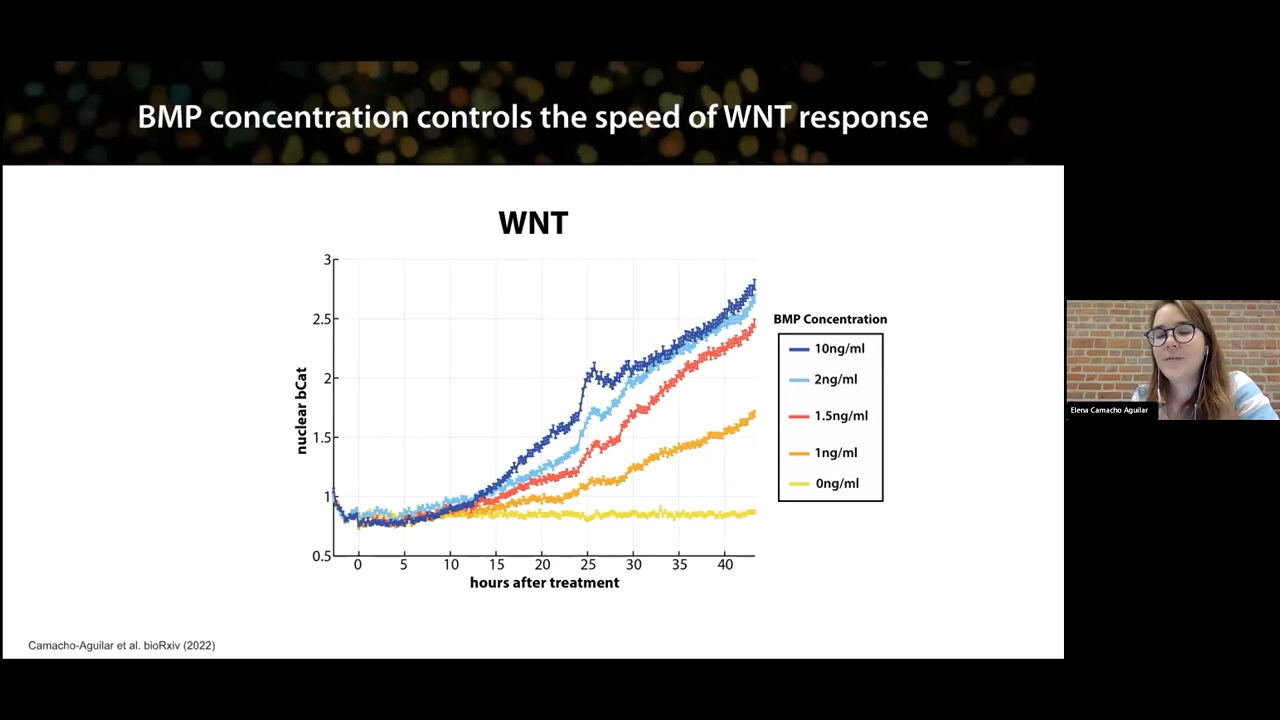 BMP concentration controls the speed of WNT response
WNT
3
2.5
2
1.5
1
0.5
nuclear bCat
0 5 10 15 20 25 30 35 40
hours after treatment
BMP Concentration
10ng/ml
2ng/ml
1.5ng/ml
1ng/ml
0ng/ml
Elena Camacho Aguilar
Camacho-Aguilar et al. bioRxiv (2022)